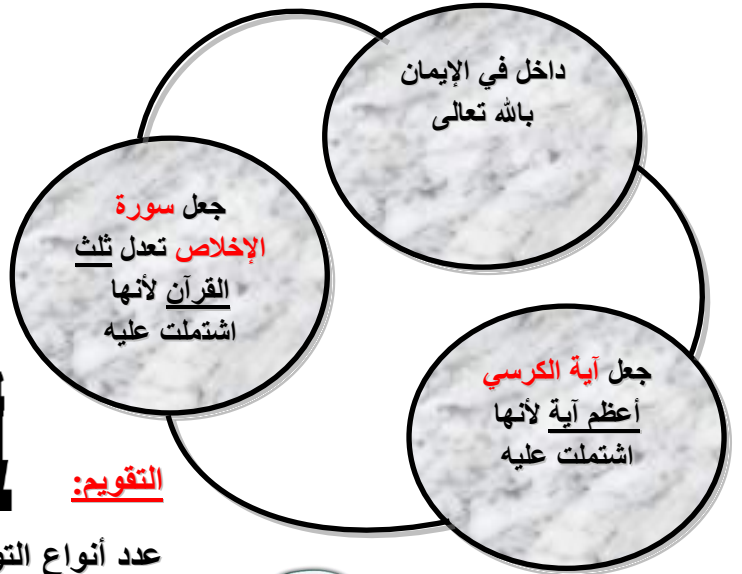 داخل في الإيمان
بالله تعالى
جعل سورة
الإخلاص تعدل ثلث
القرآن لأنها
اشتملت عليه
جعل آية الكرسي
أعظم آية لأنها
اشتملت عليه
التقويم:
عدد أنواع